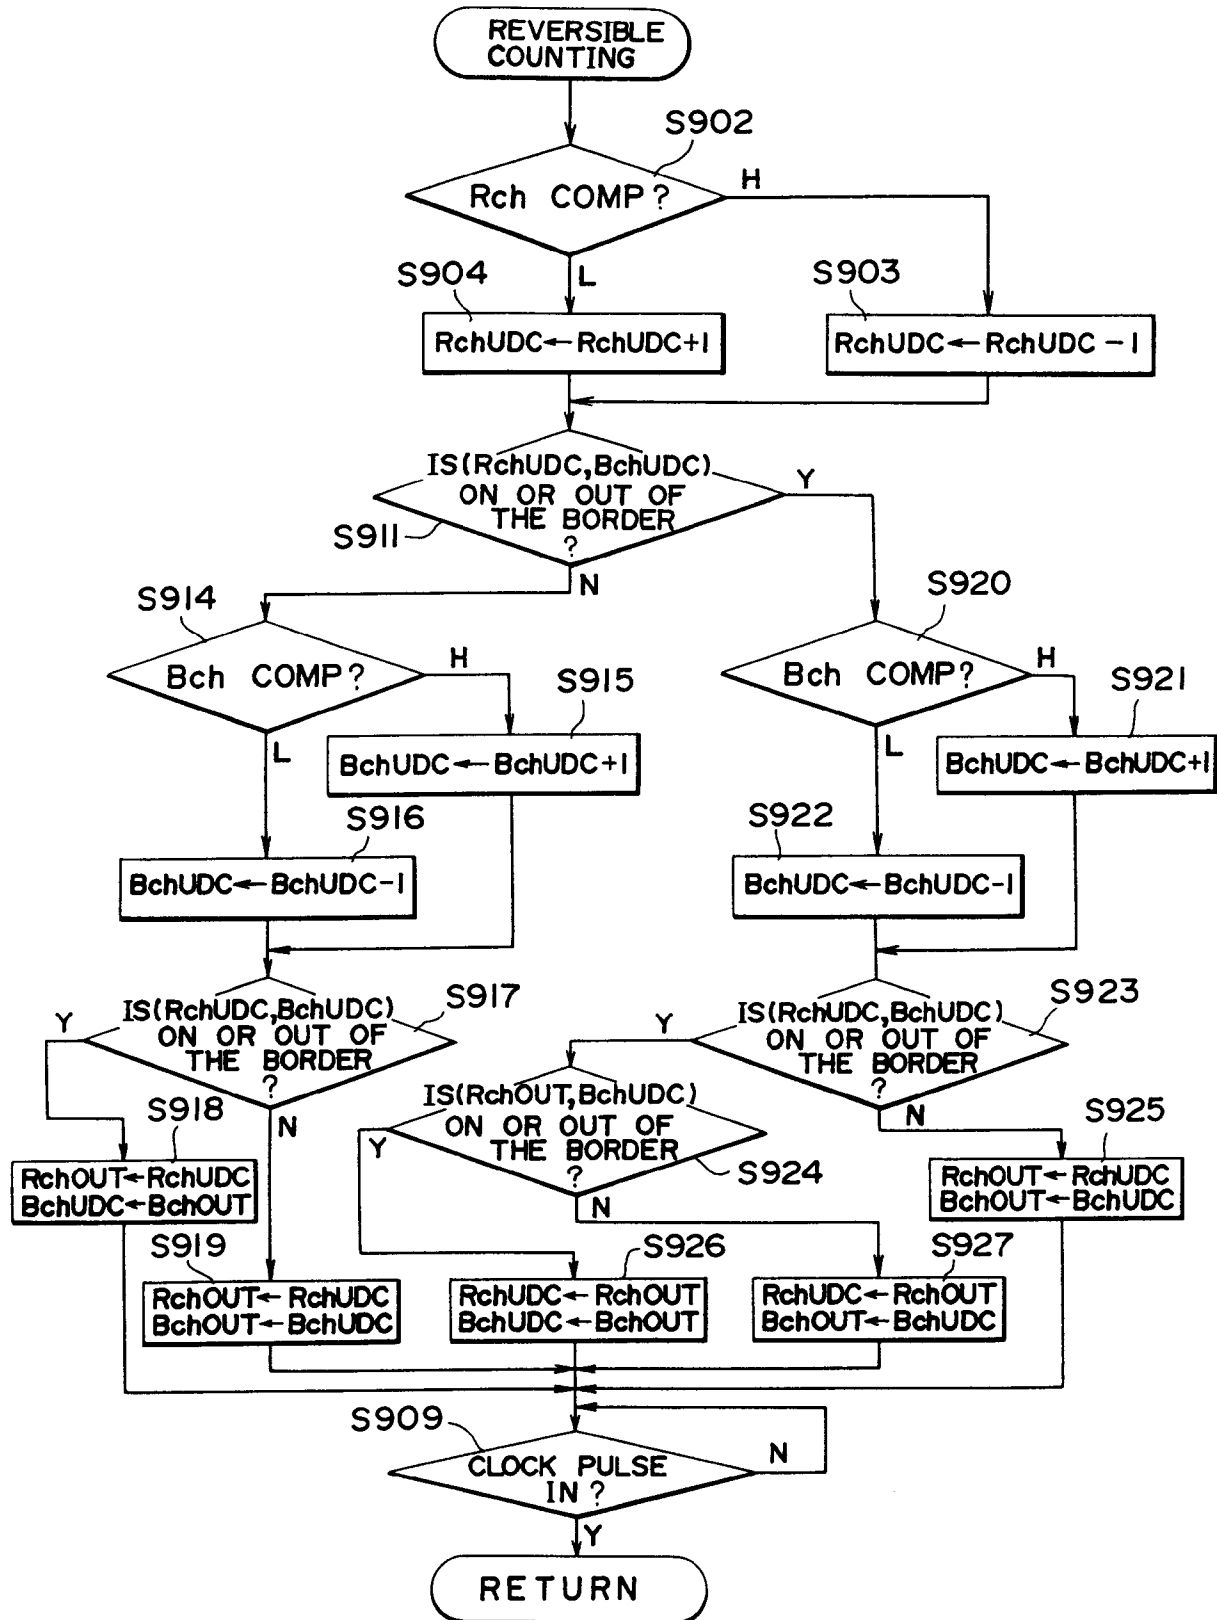 REVERSIBLE
COUNTING
S902
Rch COMP?
H
L
S904
RchUDC←RchUDC+1
S903
RchUDC←RchUDC-1
IS(RchUDC,BchUDC)
ON OR OUT OF
THE BORDER
?
Y
S911
N
S914
Bch COMP?
H
L
S915
BchUDC←BchUDC+1
S920
Bch COMP?
H
L
S921
BchUDC←BchUDC+1
S916
BchUDC←BchUDC-1
S922
BchUDC←BchUDC-1
IS(RchUDC,BchUDC)
ON OR OUT OF
THE BORDER
?
S917
Y
N
IS(RchUDC,BchUDC)
ON OR OUT OF
THE BORDER
?
S923
Y
N
IS(RchOUT,BchUDC)
ON OR OUT OF
THE BORDER
?
Y
S924
N
S918
RchOUT←RchUDC
BchUDC←BchOUT
S925
RchOUT←RchUDC
BchOUT←BchUDC
S919
RchOUT←RchUDC
BchOUT←BchUDC
S926
RchUDC←RchOUT
BchUDC←BchOUT
S927
RchUDC←RchOUT
BchOUT←BchUDC
S909
CLOCK PULSE
IN?
N
Y
RETURN